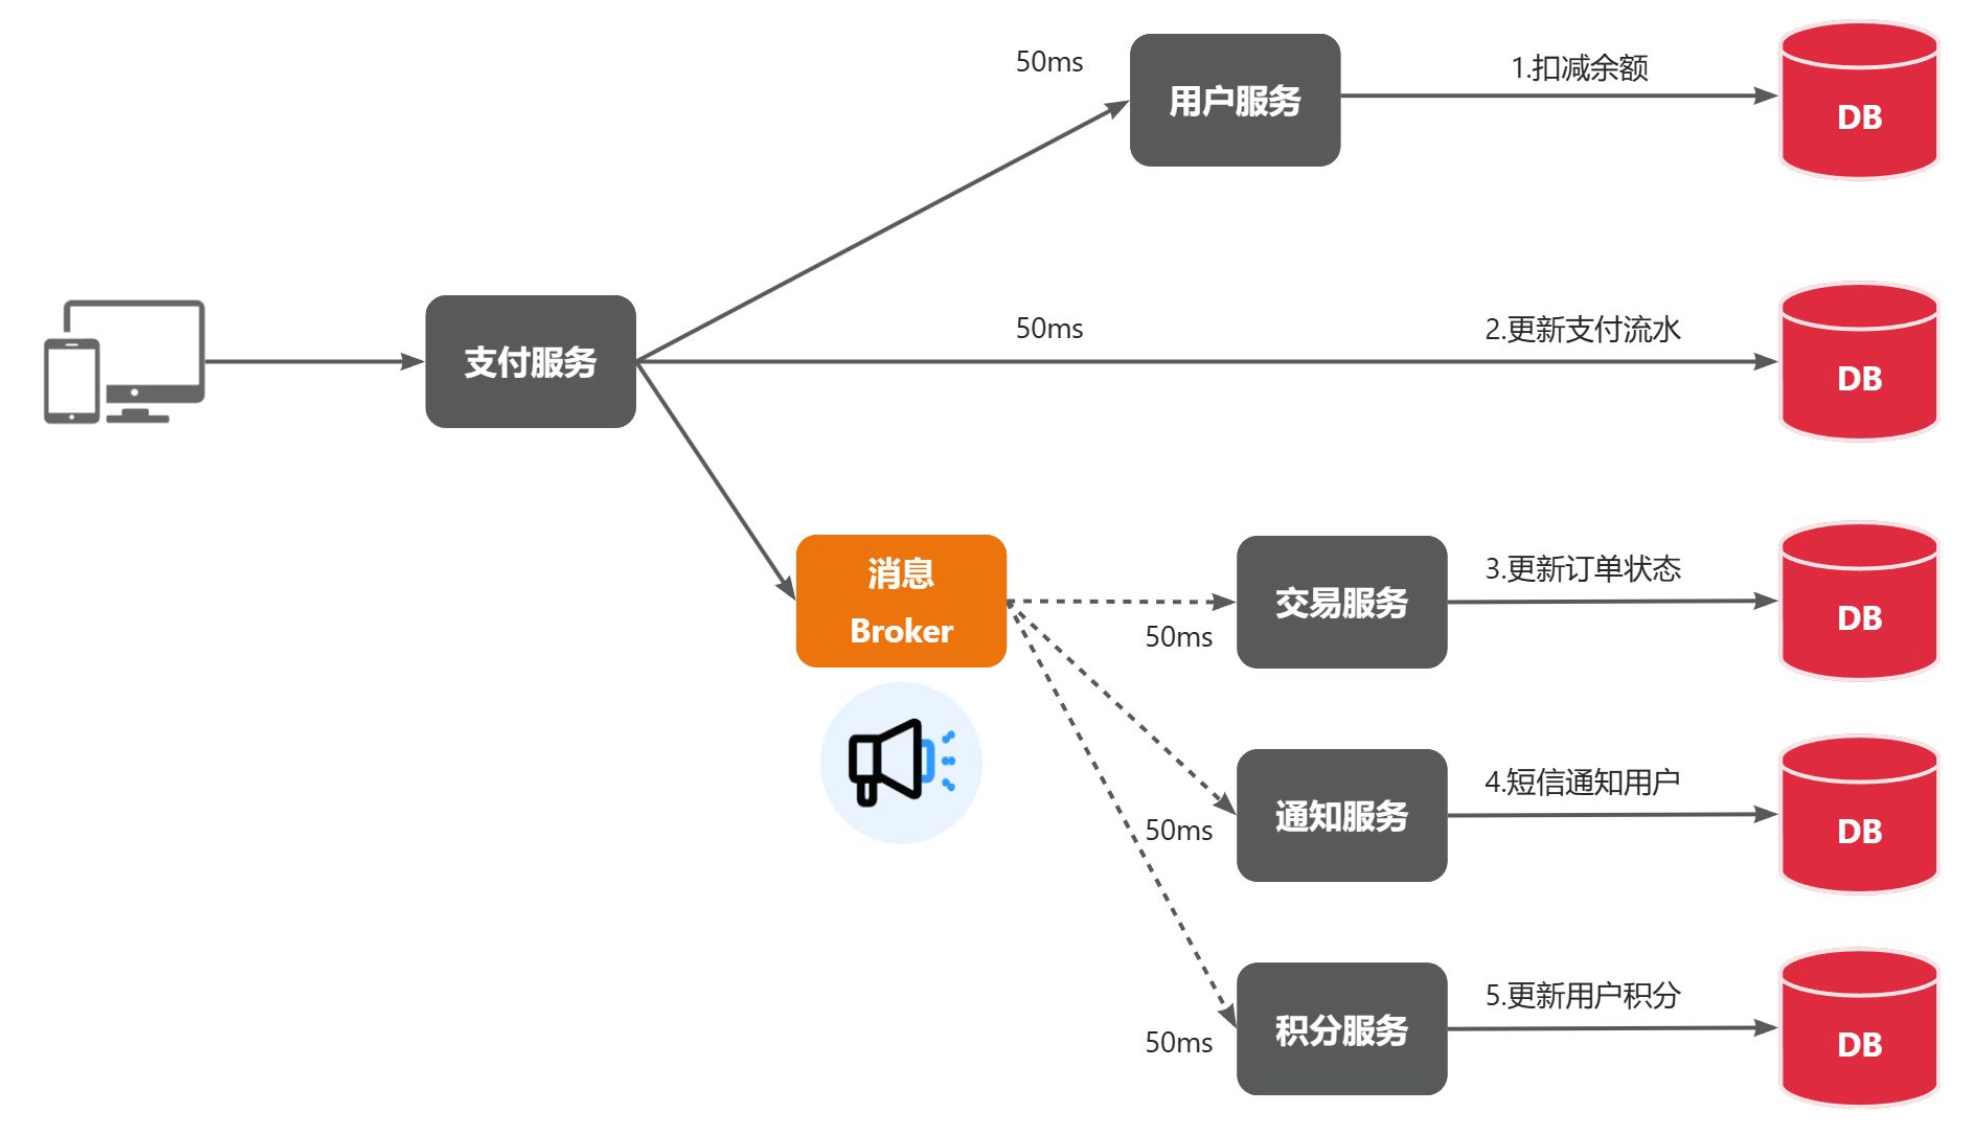 50ms
用户服务
1.扣减余额
DB
支付服务
50ms
2.更新支付流水
DB
消息
Broker
50ms
交易服务
3.更新订单状态
DB
50ms
通知服务
4.短信通知用户
DB
50ms
积分服务
5.更新用户积分
DB